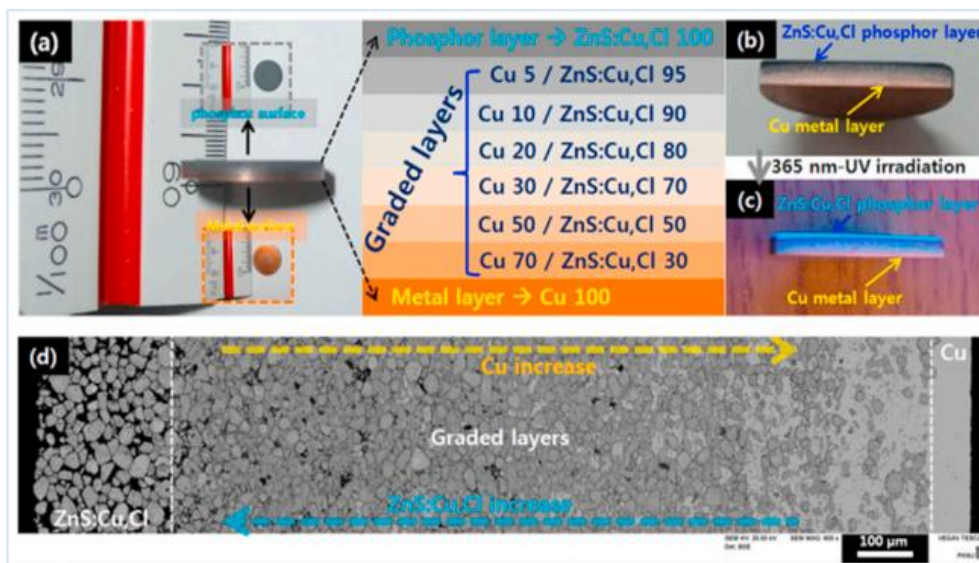 (a)
1/100 m
25
30
phosphor surface
Metal surface
Phosphor layer → ZnS:Cu,Cl 100
Graded layers
Cu 5 / ZnS:Cu,Cl 95
Cu 10 / ZnS:Cu,Cl 90
Cu 20 / ZnS:Cu,Cl 80
Cu 30 / ZnS:Cu,Cl 70
Cu 50 / ZnS:Cu,Cl 50
Cu 70 / ZnS:Cu,Cl 30
Metal layer → Cu 100
(b)
ZnS:Cu,Cl phosphor layer
Cu metal layer
365 nm-UV irradiation
(c)
ZnS:Cu,Cl phosphor layer
Cu metal layer
(d)
Cu increase
Cu
Graded layers
ZnS:Cu,Cl increase
ZnS:Cu,Cl
100 μm